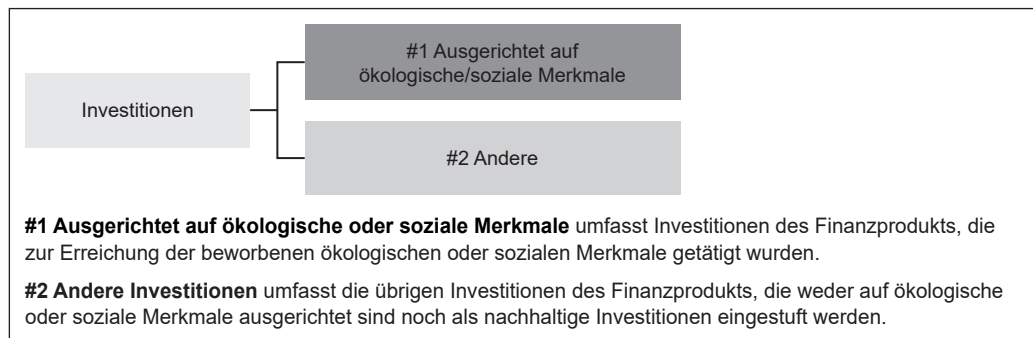 #1 Ausgerichtet auf
ökologische/soziale Merkmale
Investitionen
#2 Andere
#1 Ausgerichtet auf ökologische oder soziale Merkmale umfasst Investitionen des Finanzprodukts, die
zur Erreichung der beworbenen ökologischen oder sozialen Merkmale getätigt wurden.
#2 Andere Investitionen umfasst die übrigen Investitionen des Finanzprodukts, die weder auf ökologische
oder soziale Merkmale ausgerichtet sind noch als nachhaltige Investitionen eingestuft werden.